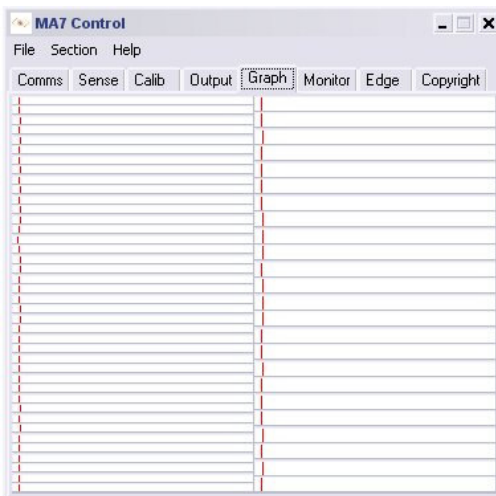 MA7 Control
File Section Help
Comms Sense Calib Output Graph Monitor Edge Copyright